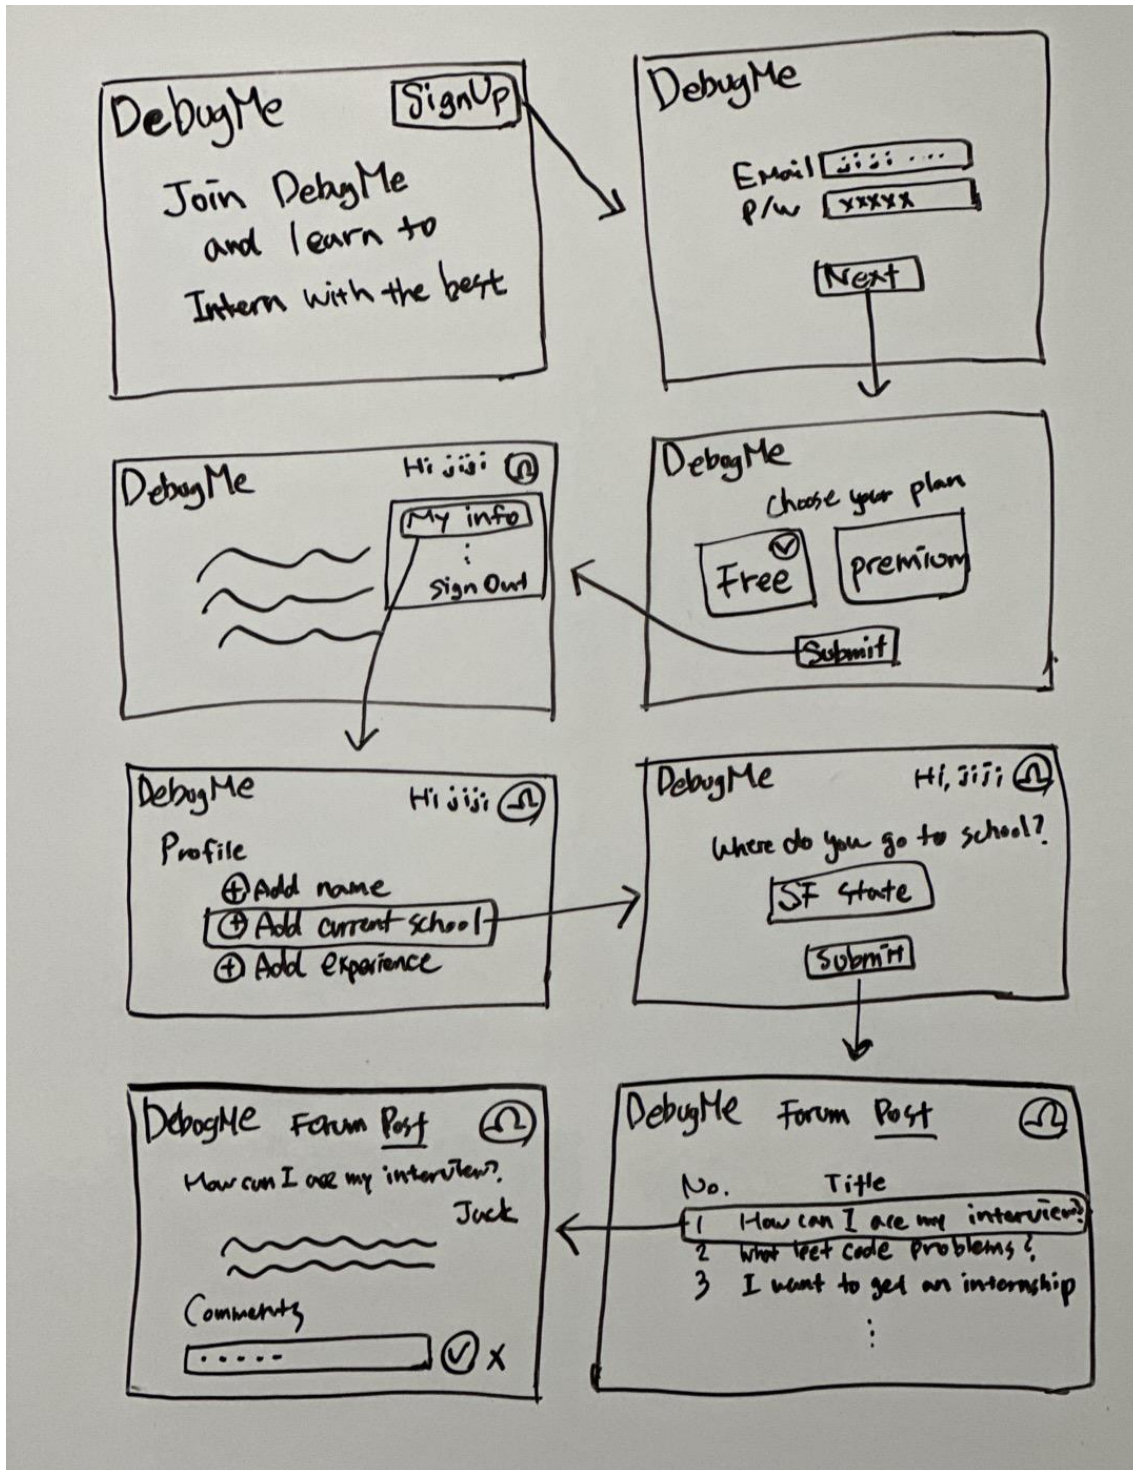 DebugMe SignUp
Join DebugMe
and learn to
Intern with the best
DebugMe
Email jiji ...
P/W xxxxx
Next
DebugMe
Choose your plan
Free premium
Submit
DebugMe Hi jiji
My info
Sign Out
DebugMe Hi jiji
Profile
Add name
Add current school
Add experience
DebugMe Hi, jiji
Where do you go to school?
SF State
Submit
DebugMe Forum Post
No. Title
1 How can I ace my interview?
2 What leet code problems?
3 I want to get an internship
DebugMe Forum Post
How can I ace my interview?
Jack
Comments
.....
X